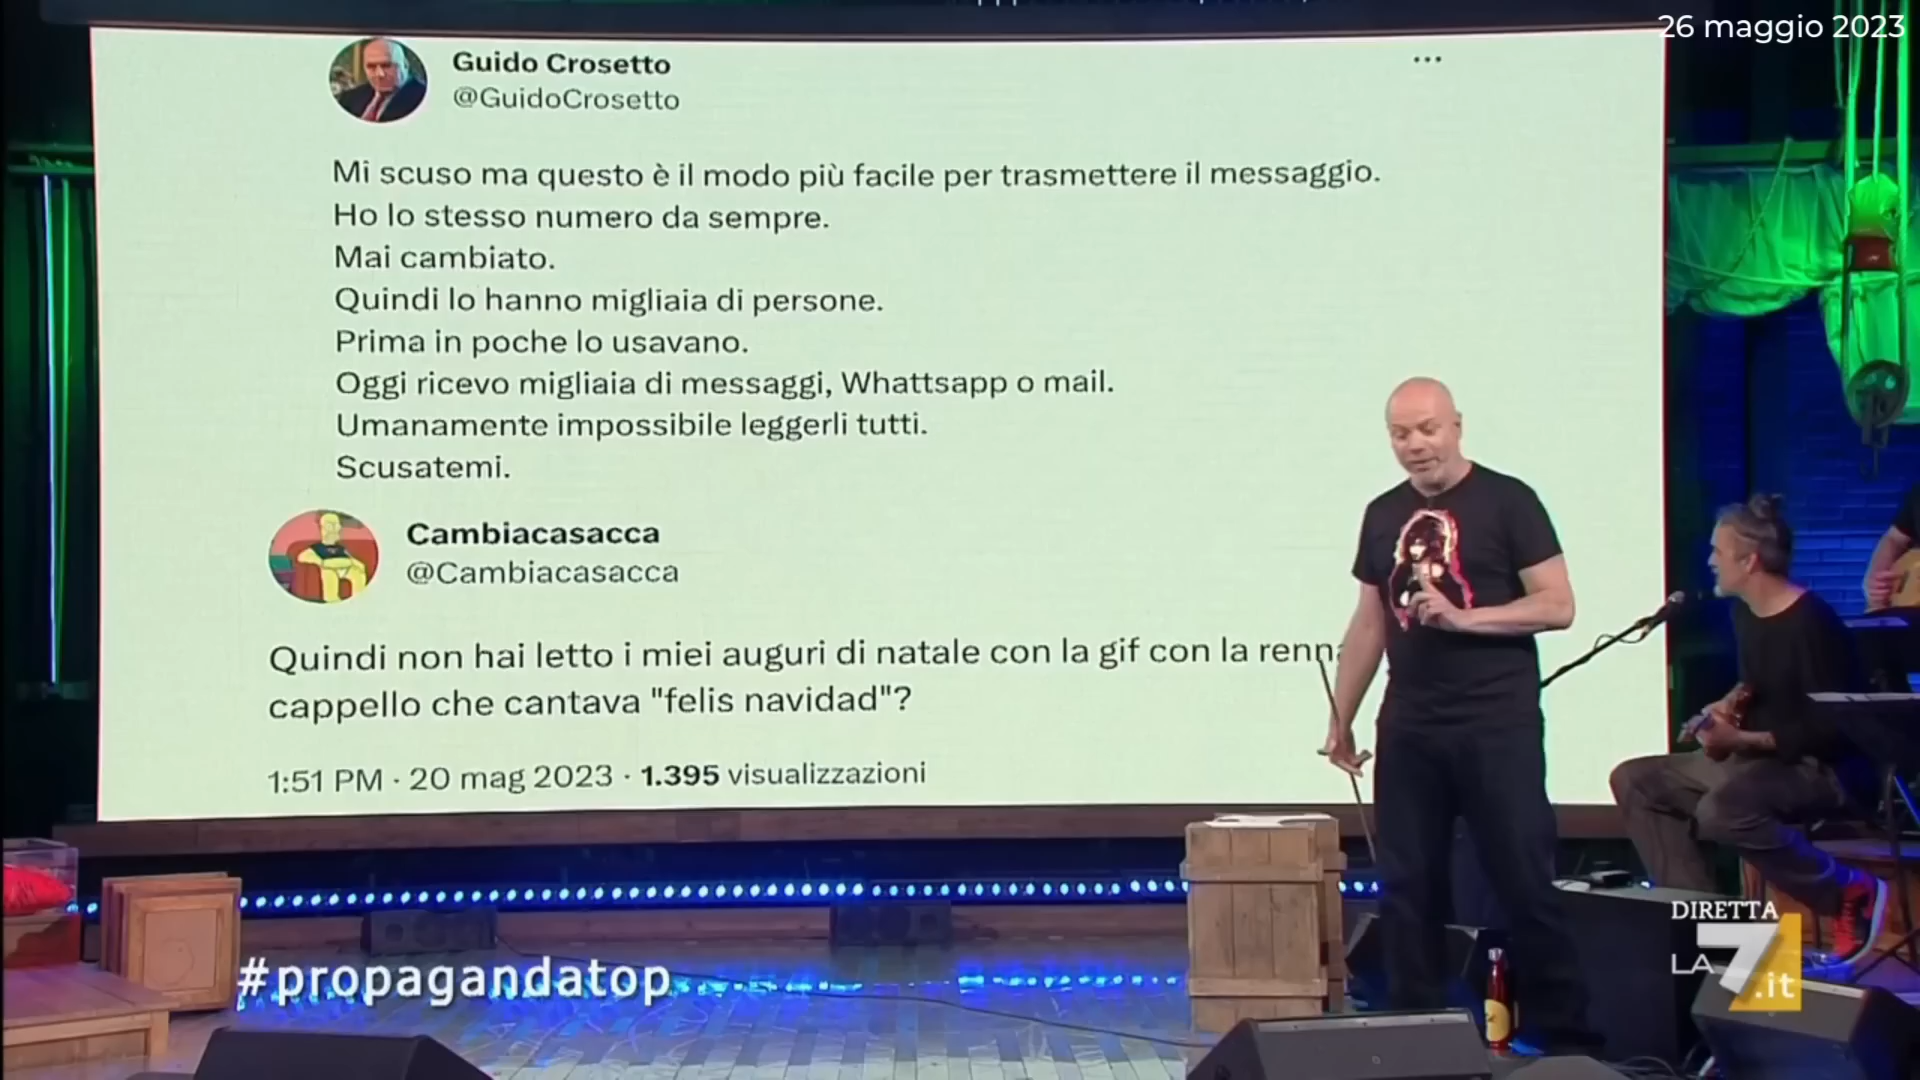 26 maggio 2023
Guido Crosetto
@GuidoCrosetto
Mi scuso ma questo è il modo più facile per trasmettere il messaggio.
Ho lo stesso numero da sempre.
Mai cambiato.
Quindi lo hanno migliaia di persone.
Prima in poche lo usavano.
Oggi ricevo migliaia di messaggi, Whattsapp o mail.
Umanamente impossibile leggerli tutti.
Scusatemi.
Cambiacasacca
@Cambiacasacca
Quindi non hai letto i miei auguri di natale con la gif con la
cappello che cantava "felis navidad"?
1:51 PM · 20 mag 2023 · 1.395 visualizzazioni
#propagandatop
DIRETTA
LA7.it